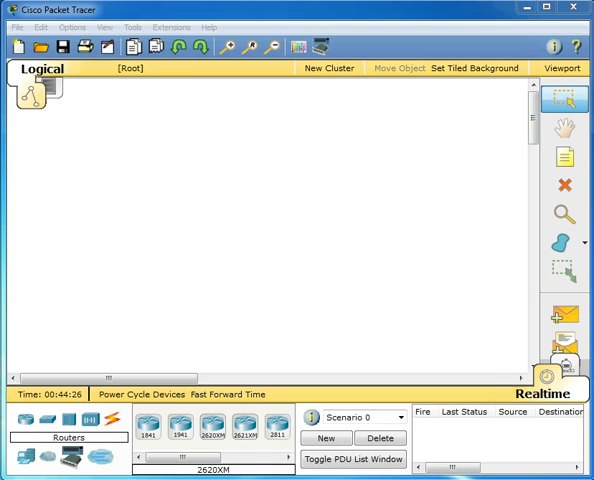 Cisco Packet Tracer
File Edit Options View Tools Extensions Help
Logical [Root] New Cluster Move Object Set Tiled Background Viewport
Time: 00:44:26 Power Cycle Devices Fast Forward Time Realtime
Routers
1841 1941 2620XM 2621XM 2811
2620XM
Scenario 0
New Delete
Toggle PDU List Window
Fire Last Status Source Destination